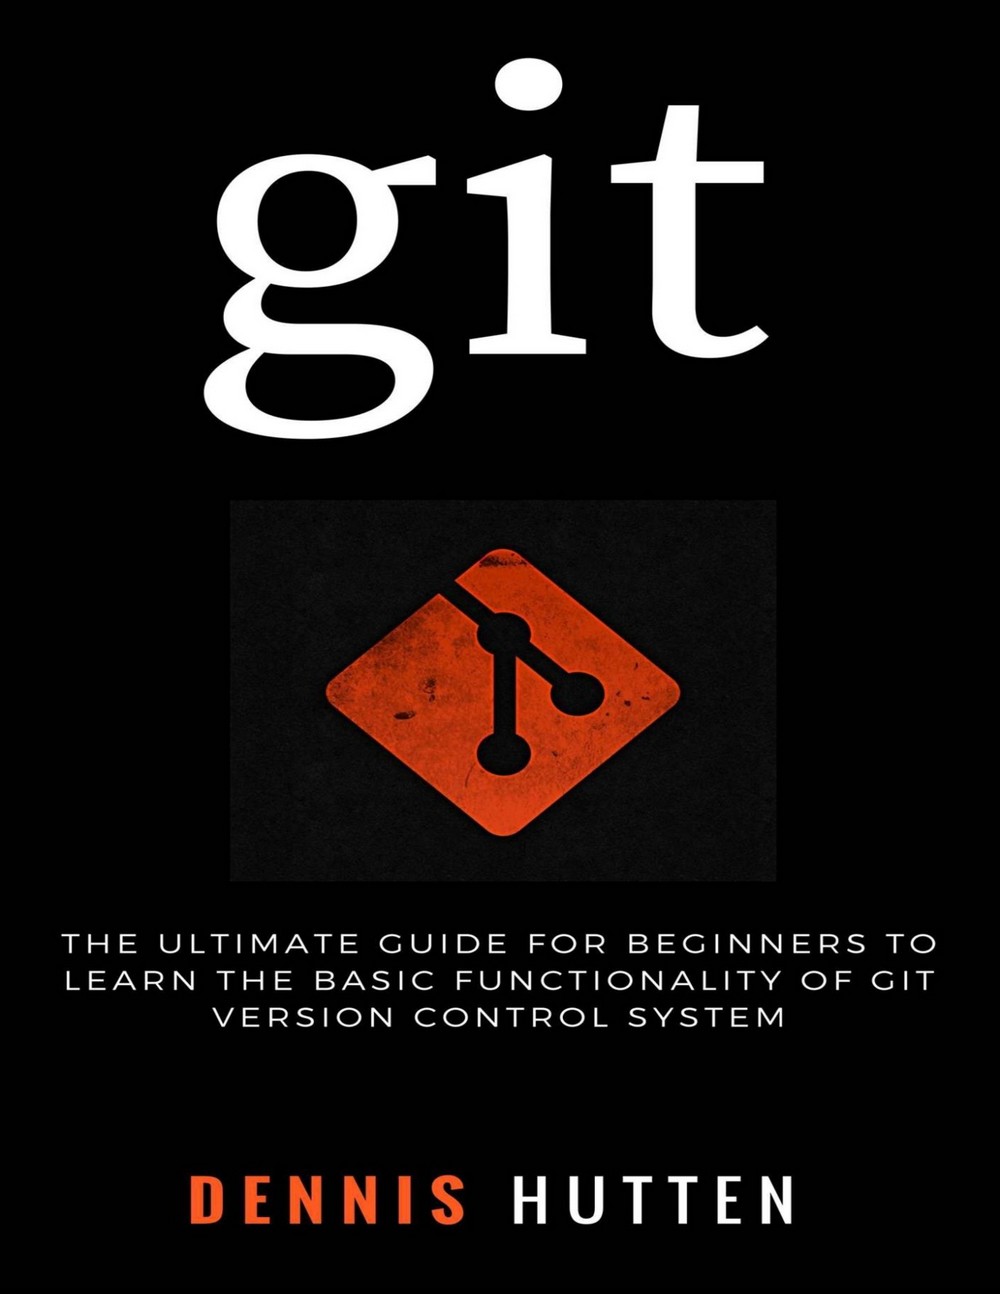 git
THE ULTIMATE GUIDE FOR BEGINNERS TO
LEARN THE BASIC FUNCTIONALITY OF GIT
VERSION CONTROL SYSTEM
DENNIS HUTTEN